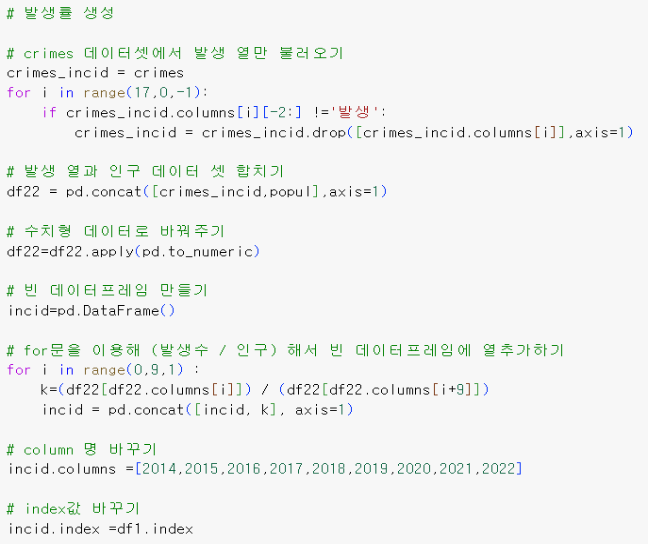 # 발생률 생성
# crimes 데이터셋에서 발생 열만 불러오기
crimes_incid = crimes
for i in range(17,0,-1):
    if crimes_incid.columns[i][-2:] !='발생':
        crimes_incid = crimes_incid.drop([crimes_incid.columns[i]],axis=1)
# 발생 열과 인구 데이터 셋 합치기
df22 = pd.concat([crimes_incid,popul],axis=1)
# 수치형 데이터로 바꿔주기
df22=df22.apply(pd.to_numeric)
# 빈 데이터프레임 만들기
incid=pd.DataFrame()
# for문을 이용해 (발생수 / 인구) 해서 빈 데이터프레임에 열추가하기
for i in range(0,9,1) :
    k=(df22[df22.columns[i]]) / (df22[df22.columns[i+9]])
    incid = pd.concat([incid, k], axis=1)
# column 명 바꾸기
incid.columns =[2014,2015,2016,2017,2018,2019,2020,2021,2022]
# index값 바꾸기
incid.index =df1.index